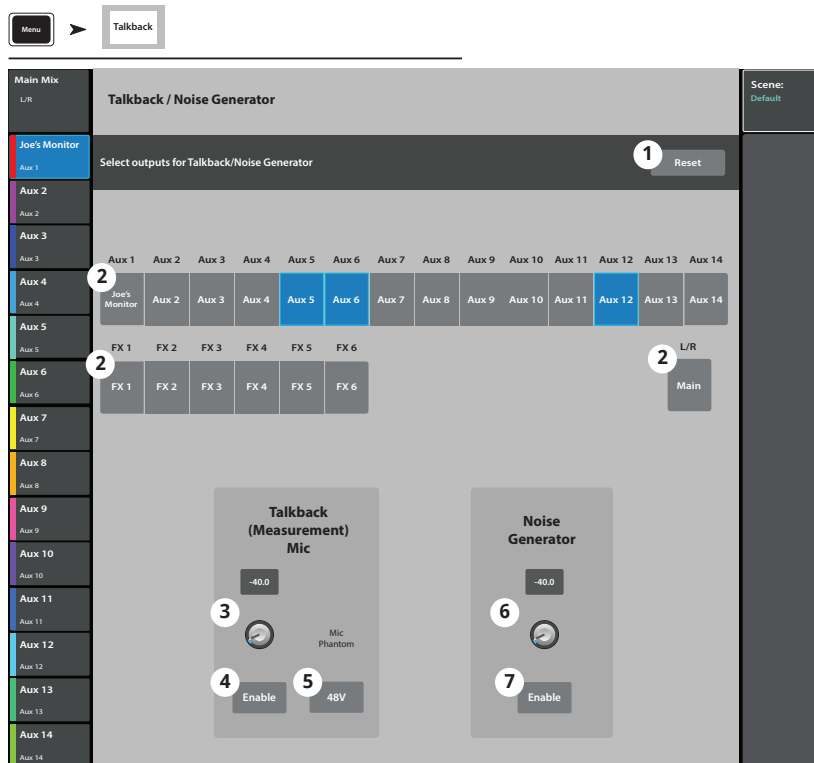 Menu
Talkback
Main Mix
L/R
Talkback / Noise Generator
Scene:
Default
Joe's Monitor
Aux 1
Select outputs for Talkback/Noise Generator
1
Reset
Aux 2
Aux 2
Aux 3
Aux 3
Aux 4
Aux 4
Aux 5
Aux 5
Aux 6
Aux 6
Aux 7
Aux 7
Aux 8
Aux 8
Aux 9
Aux 9
Aux 10
Aux 10
Aux 11
Aux 11
Aux 12
Aux 12
Aux 13
Aux 13
Aux 14
Aux 14
Aux 1 Aux 2 Aux 3 Aux 4 Aux 5 Aux 6 Aux 7 Aux 8 Aux 9 Aux 10 Aux 11 Aux 12 Aux 13 Aux 14
2
Joe's
Monitor
Aux 2 Aux 3 Aux 4 Aux 5 Aux 6 Aux 7 Aux 8 Aux 9 Aux 10 Aux 11 Aux 12 Aux 13 Aux 14
FX 1 FX 2 FX 3 FX 4 FX 5 FX 6
2
FX 1 FX 2 FX 3 FX 4 FX 5 FX 6
L/R
2
Main
Talkback
(Measurement)
Mic
-40.0
3
Mic
Phantom
4
Enable
5
48V
Noise
Generator
-40.0
6
7
Enable